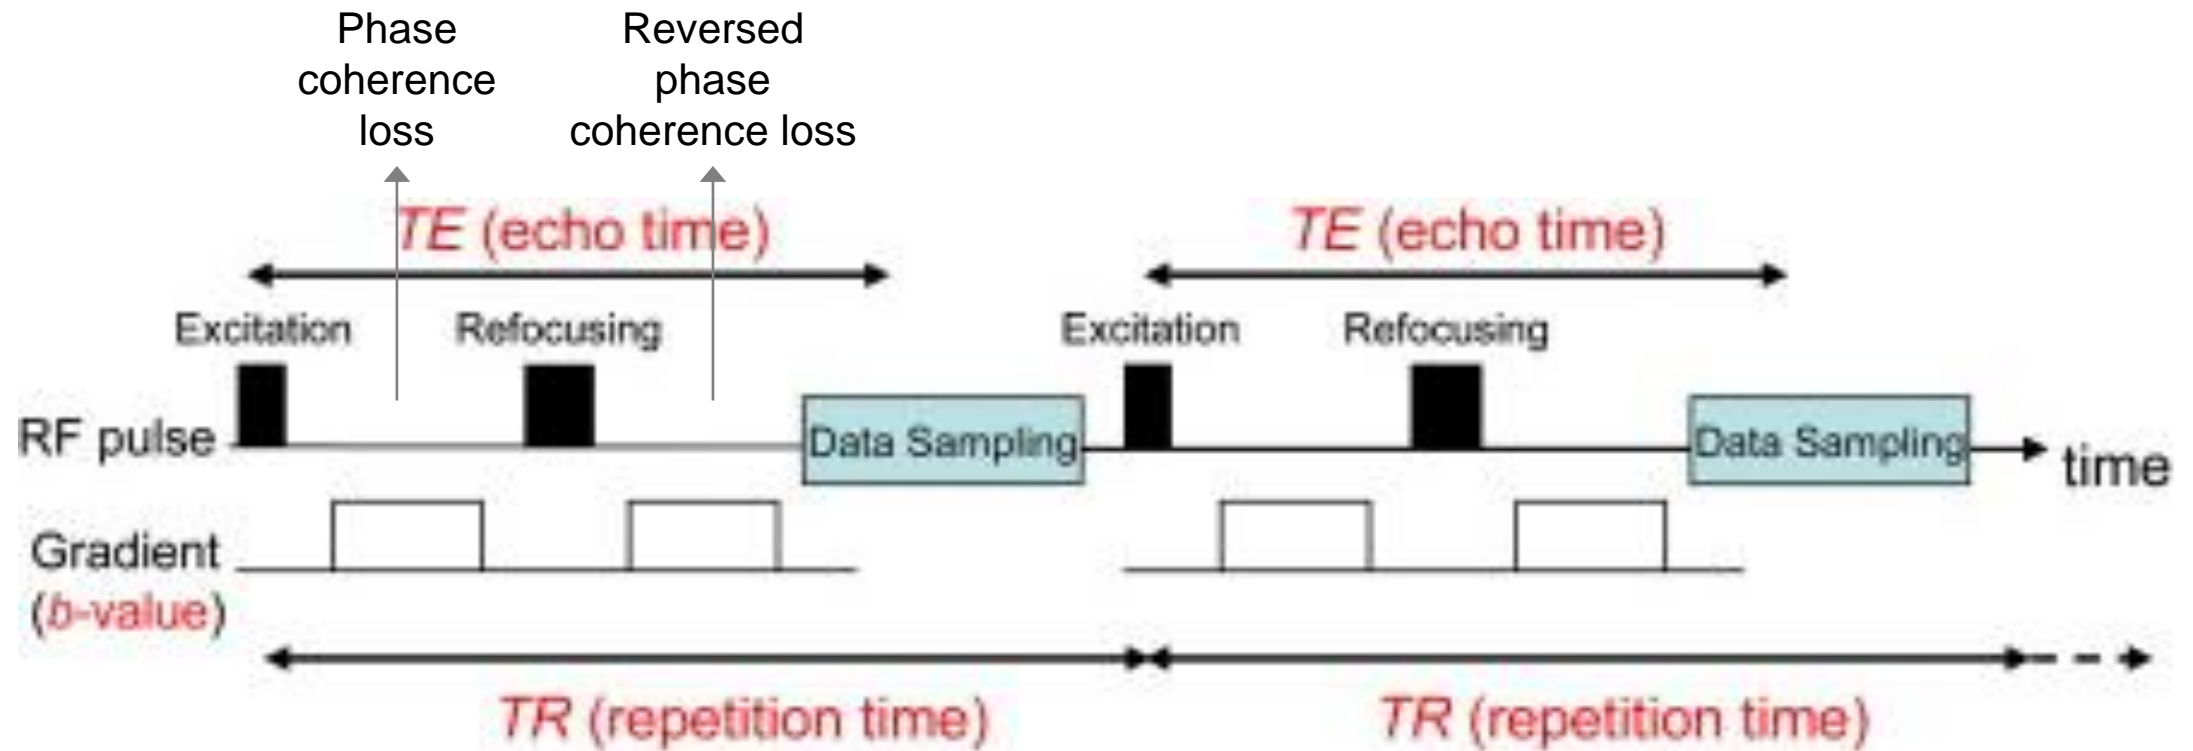 Phase
coherence
loss
Reversed
phase
coherence loss
TE (echo time)
TE (echo time)
Excitation
Refocusing
Excitation
Refocusing
RF pulse
Data Sampling
Data Sampling
time
Gradient
(b-value)
TR (repetition time)
TR (repetition time)